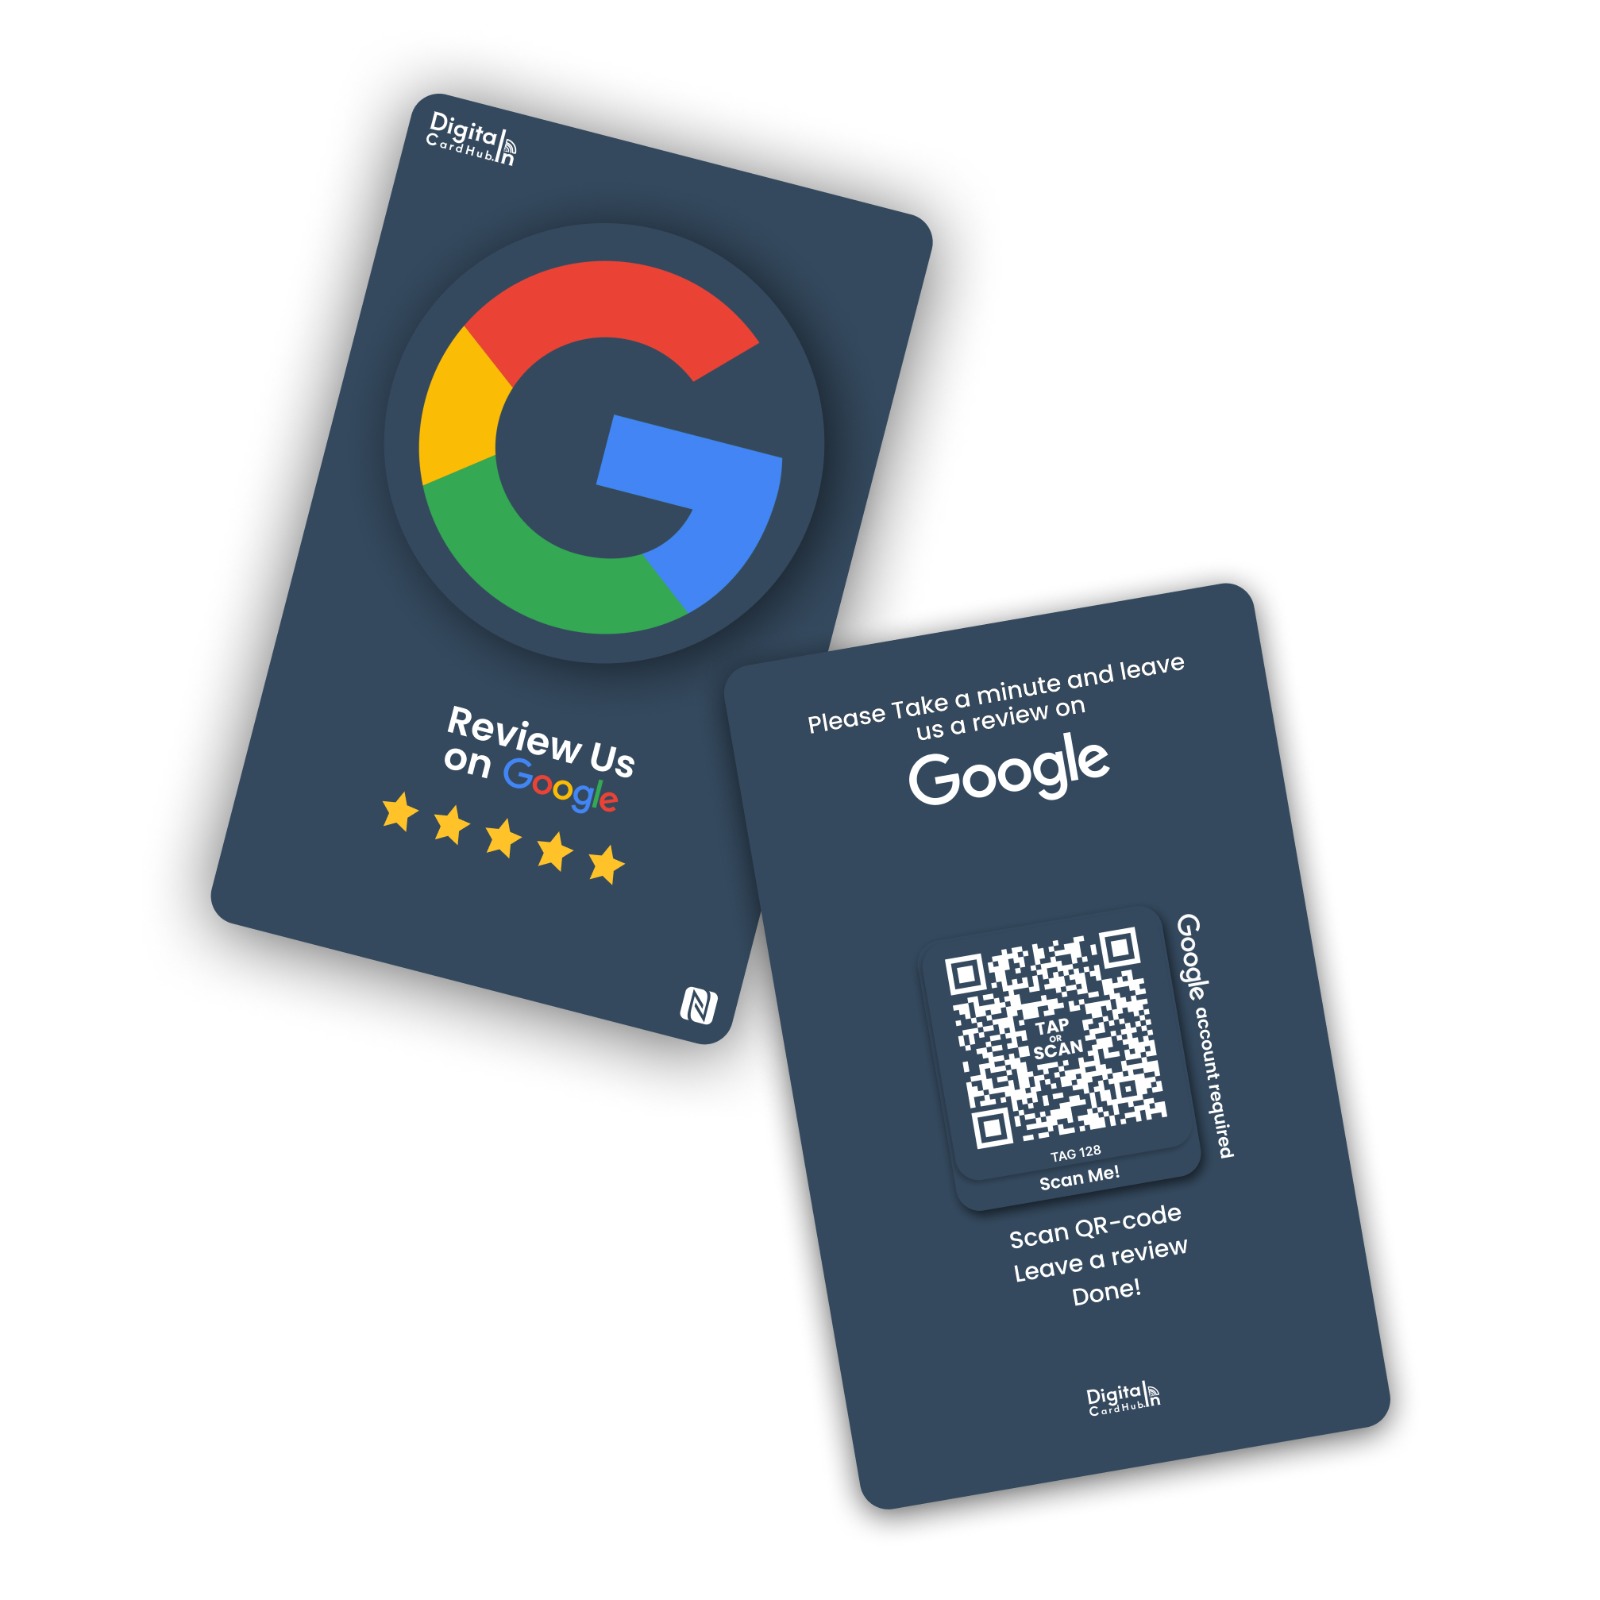 Digital
CardHub.in
Review Us
on Google
Please Take a minute and leave
us a review on
Google
TAP
OR
SCAN
TAG 128
Scan Me!
Google account required
Scan QR-code
Leave a review
Done!
Digital
CardHub.in